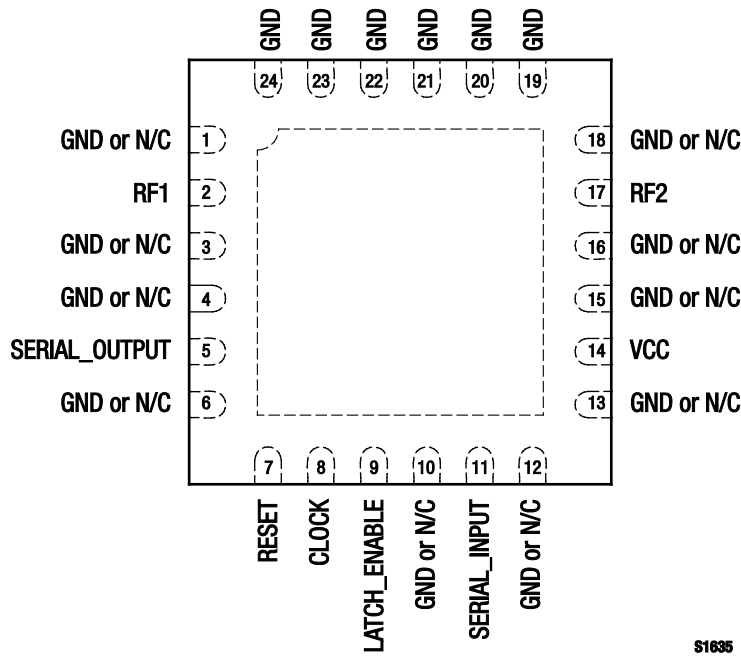 GND GND GND GND GND GND
24 23 22 21 20 19
GND or N/C 1 18 GND or N/C
RF1 2 17 RF2
GND or N/C 3 16 GND or N/C
GND or N/C 4 15 GND or N/C
SERIAL_OUTPUT 5 14 VCC
GND or N/C 6 13 GND or N/C
7 8 9 10 11 12
RESET
CLOCK
LATCH_ENABLE
GND or N/C
SERIAL_INPUT
GND or N/C
S1635